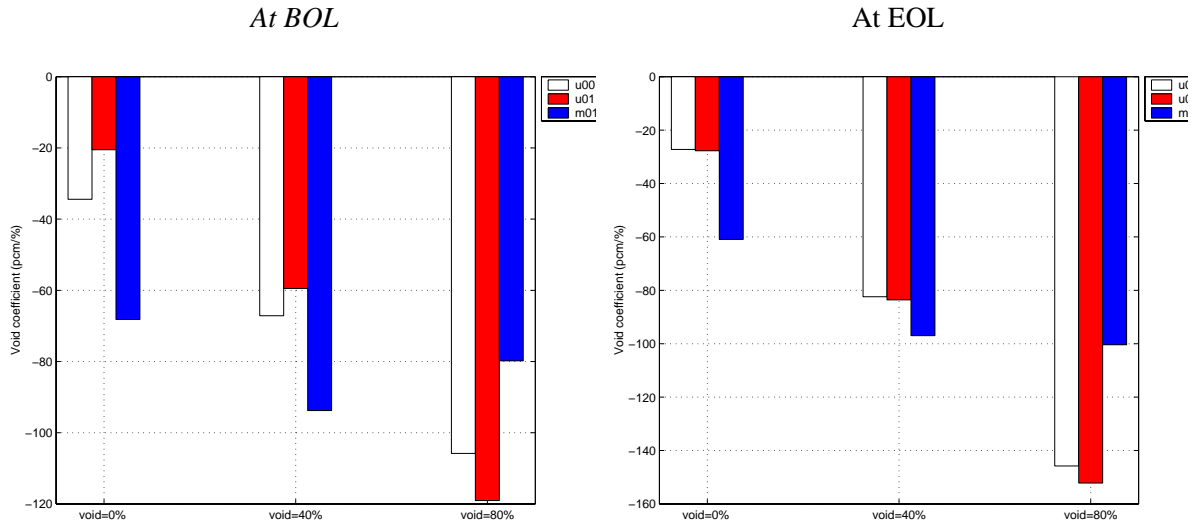 At BOL
At EOL
0
−20
−40
−60
−80
−100
−120
Void coefficient (pcm/%)
void=0%
void=40%
void=80%
u00
u01
m01
0
−20
−40
−60
−80
−100
−120
−140
−160
Void coefficient (pcm/%)
void=0%
void=40%
void=80%